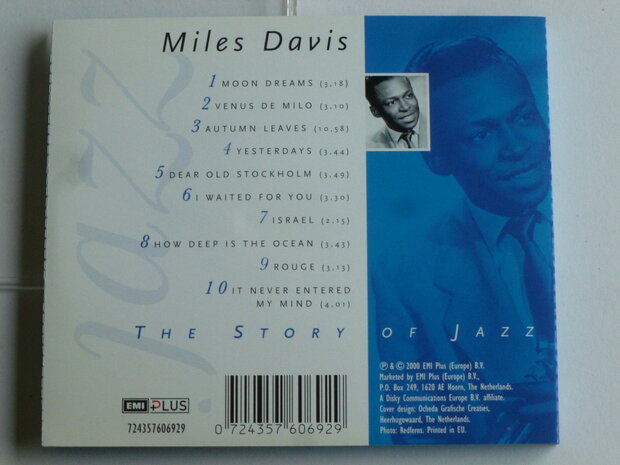 Miles Davis
jazz
1 MOON DREAMS (3.18)
2 VENUS DE MILO (3.10)
3 AUTUMN LEAVES (10.58)
4 YESTERDAYS (3.44)
5 DEAR OLD STOCKHOLM (3.49)
6 I WAITED FOR YOU (3.30)
7 ISRAEL (2.15)
8 HOW DEEP IS THE OCEAN (3.43)
9 ROUGE (3.13)
10 IT NEVER ENTERED
MY MIND (4.01)
THE STORY OF JAZZ
EMI PLUS
724357606929
0 724357 606929
℗ & © 2000 EMI Plus (Europe) B.V.
Marketed by EMI Plus (Europe) B.V.,
P.O. Box 249, 1620 AE Hoorn, The Netherlands.
A Disky Communications Europe B.V. affiliate.
Cover design: Ocheda Grafische Creaties,
Heerhugowaard, The Netherlands.
Photo: Redferns. Printed in EU.